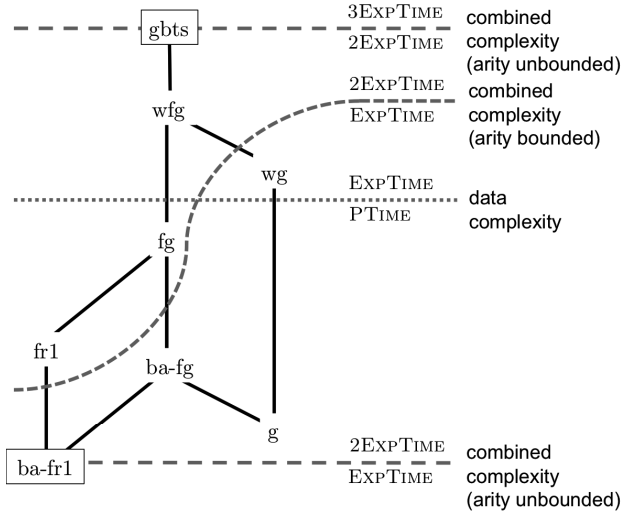 gbts
3EXPTIME
2EXPTIME
combined
complexity
(arity unbounded)
wfg
2EXPTIME
EXPTIME
combined
complexity
(arity bounded)
wg
EXPTIME
PTIME
data
complexity
fg
fr1
ba-fg
g
ba-fr1
2EXPTIME
EXPTIME
combined
complexity
(arity unbounded)